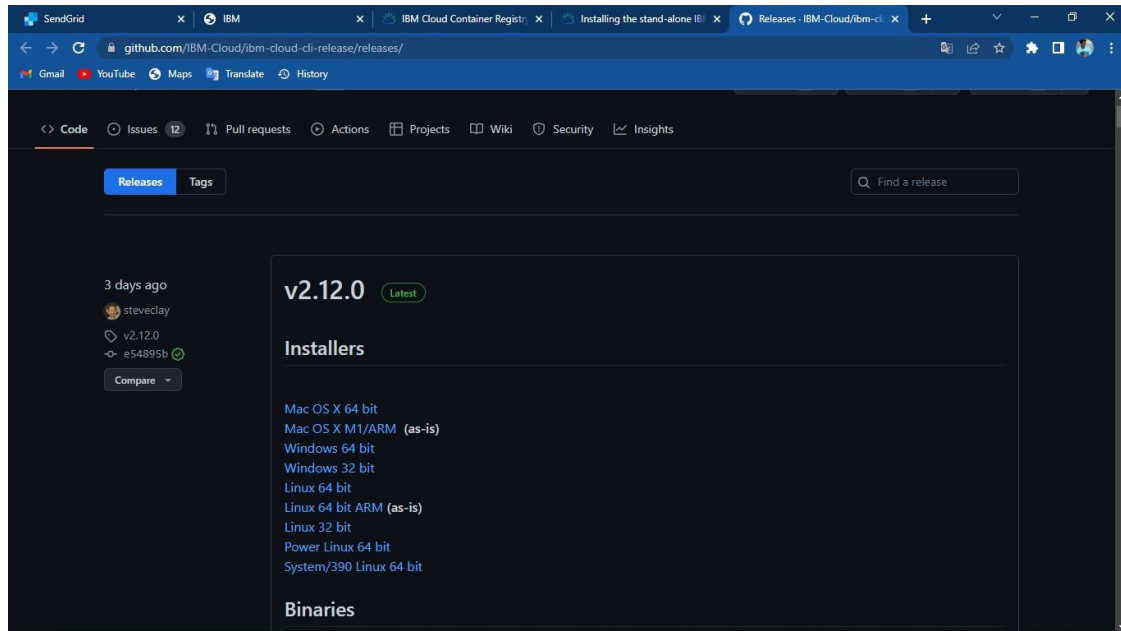 SendGrid
IBM
IBM Cloud Container Registry
Installing the stand-alone IB
Releases · IBM-Cloud/ibm-cl
github.com/IBM-Cloud/ibm-cloud-cli-release/releases/
Gmail YouTube Maps Translate History
Code Issues 12 Pull requests Actions Projects Wiki Security Insights
Releases Tags
Find a release
3 days ago
steveclay
v2.12.0
e54895b
Compare
v2.12.0 Latest
Installers
Mac OS X 64 bit
Mac OS X M1/ARM (as-is)
Windows 64 bit
Windows 32 bit
Linux 64 bit
Linux 64 bit ARM (as-is)
Linux 32 bit
Power Linux 64 bit
System/390 Linux 64 bit
Binaries